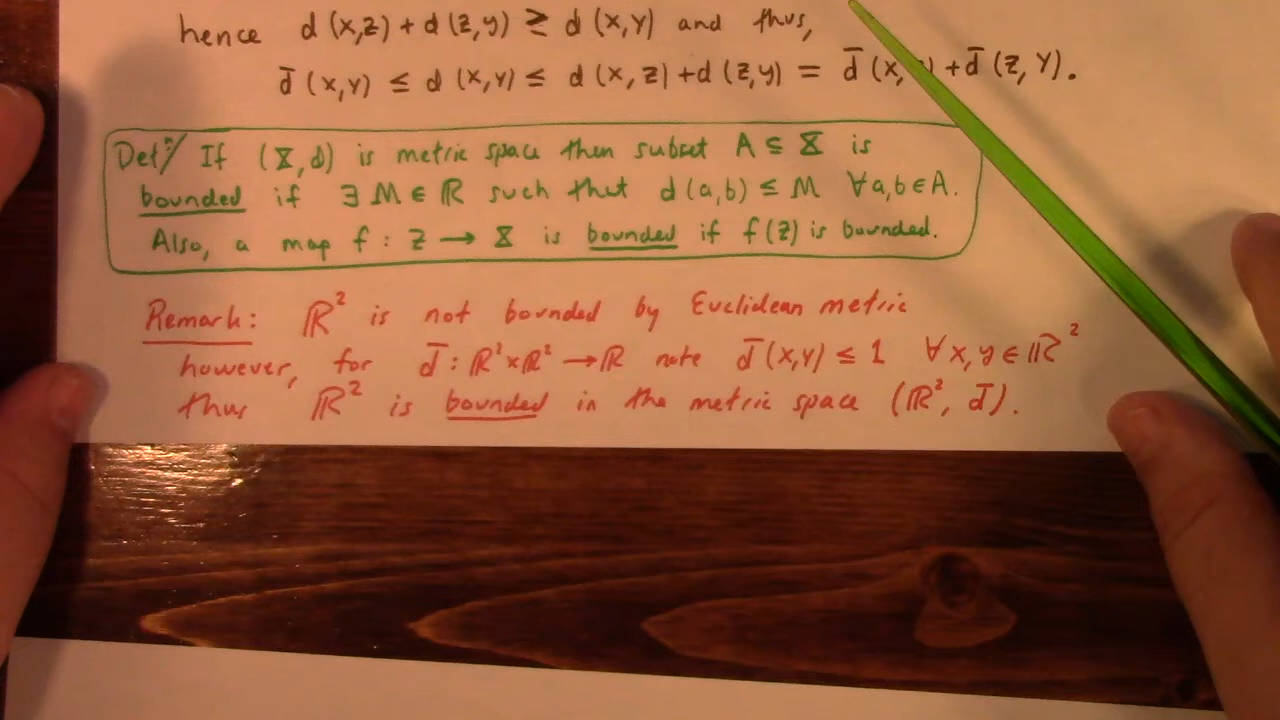 hence d(x,z) + d(z,y) ≥ d(x,y) and thus,
d̄(x,y) ≤ d(x,y) ≤ d(x,z) + d(z,y) = d̄(x, ) + d̄(z,y).
Def/ If (X,d) is metric space then subset A ⊆ X is
bounded if ∃ M ∈ ℝ such that d(a,b) ≤ M ∀a,b ∈ A.
Also, a map f : Z → X is bounded if f(Z) is bounded.
Remark: ℝ² is not bounded by Euclidean metric
however, for d̄ : ℝ² × ℝ² → ℝ note d̄(x,y) ≤ 1 ∀ x,y ∈ ℝ²
thus ℝ² is bounded in the metric space (ℝ², d̄).